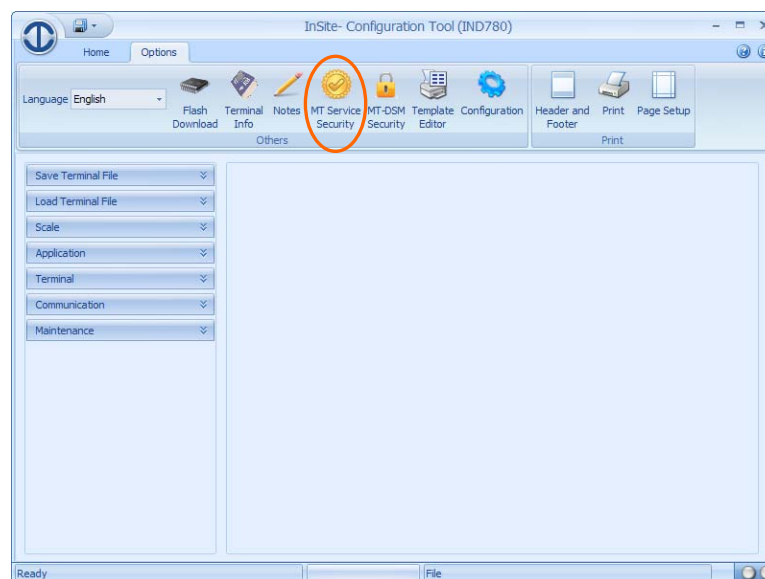 InSite- Configuration Tool (IND780)
Home Options
Language English
Flash Download
Terminal Info
Notes
MT Service Security
MT-DSM Security
Template Editor
Configuration
Others
Header and Footer
Print
Page Setup
Print
Save Terminal File
Load Terminal File
Scale
Application
Terminal
Communication
Maintenance
Ready
File